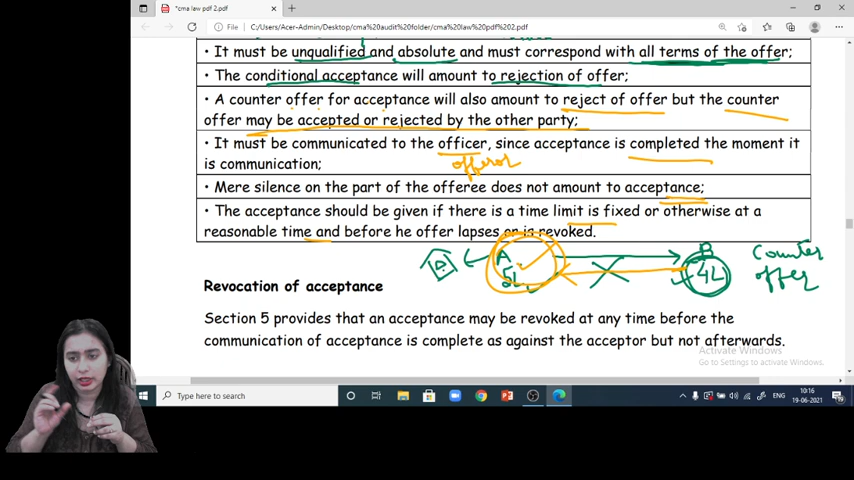 *cma law pdf 2.pdf
File | C:/Users/Acer-Admin/Desktop/cma%20audit%20folder/cma%20law%20pdf%202.pdf
• It must be unqualified and absolute and must correspond with all terms of the offer;
• The conditional acceptance will amount to rejection of offer;
• A counter offer for acceptance will also amount to reject of offer but the counter
offer may be accepted or rejected by the other party;
• It must be communicated to the officer, since acceptance is completed the moment it
offeror
is communication;
• Mere silence on the part of the offeree does not amount to acceptance;
• The acceptance should be given if there is a time limit is fixed or otherwise at a
reasonable time and before he offer lapses or is revoked.
A B Counter
5L 4L offer
Revocation of acceptance
Section 5 provides that an acceptance may be revoked at any time before the
communication of acceptance is complete as against the acceptor but not afterwards.
Activate Windows
Go to Settings to activate Windows.
Type here to search
ENG
10:16
19-06-2021